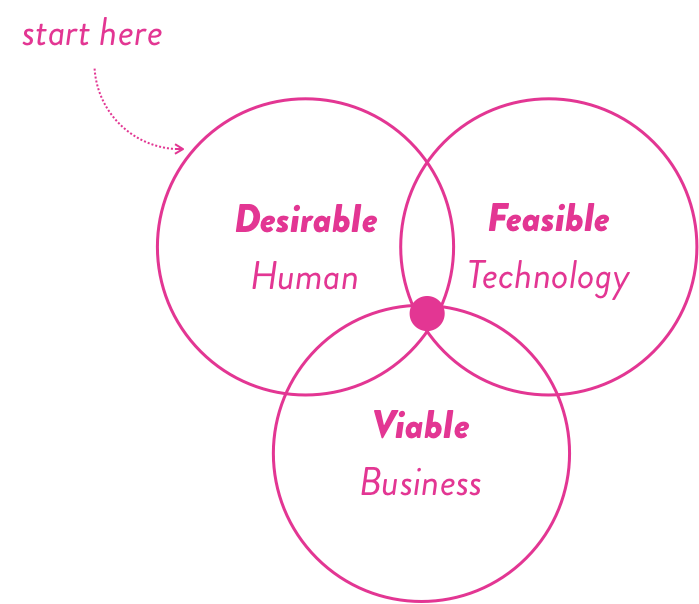 start here
Desirable
Human
Feasible
Technology
Viable
Business